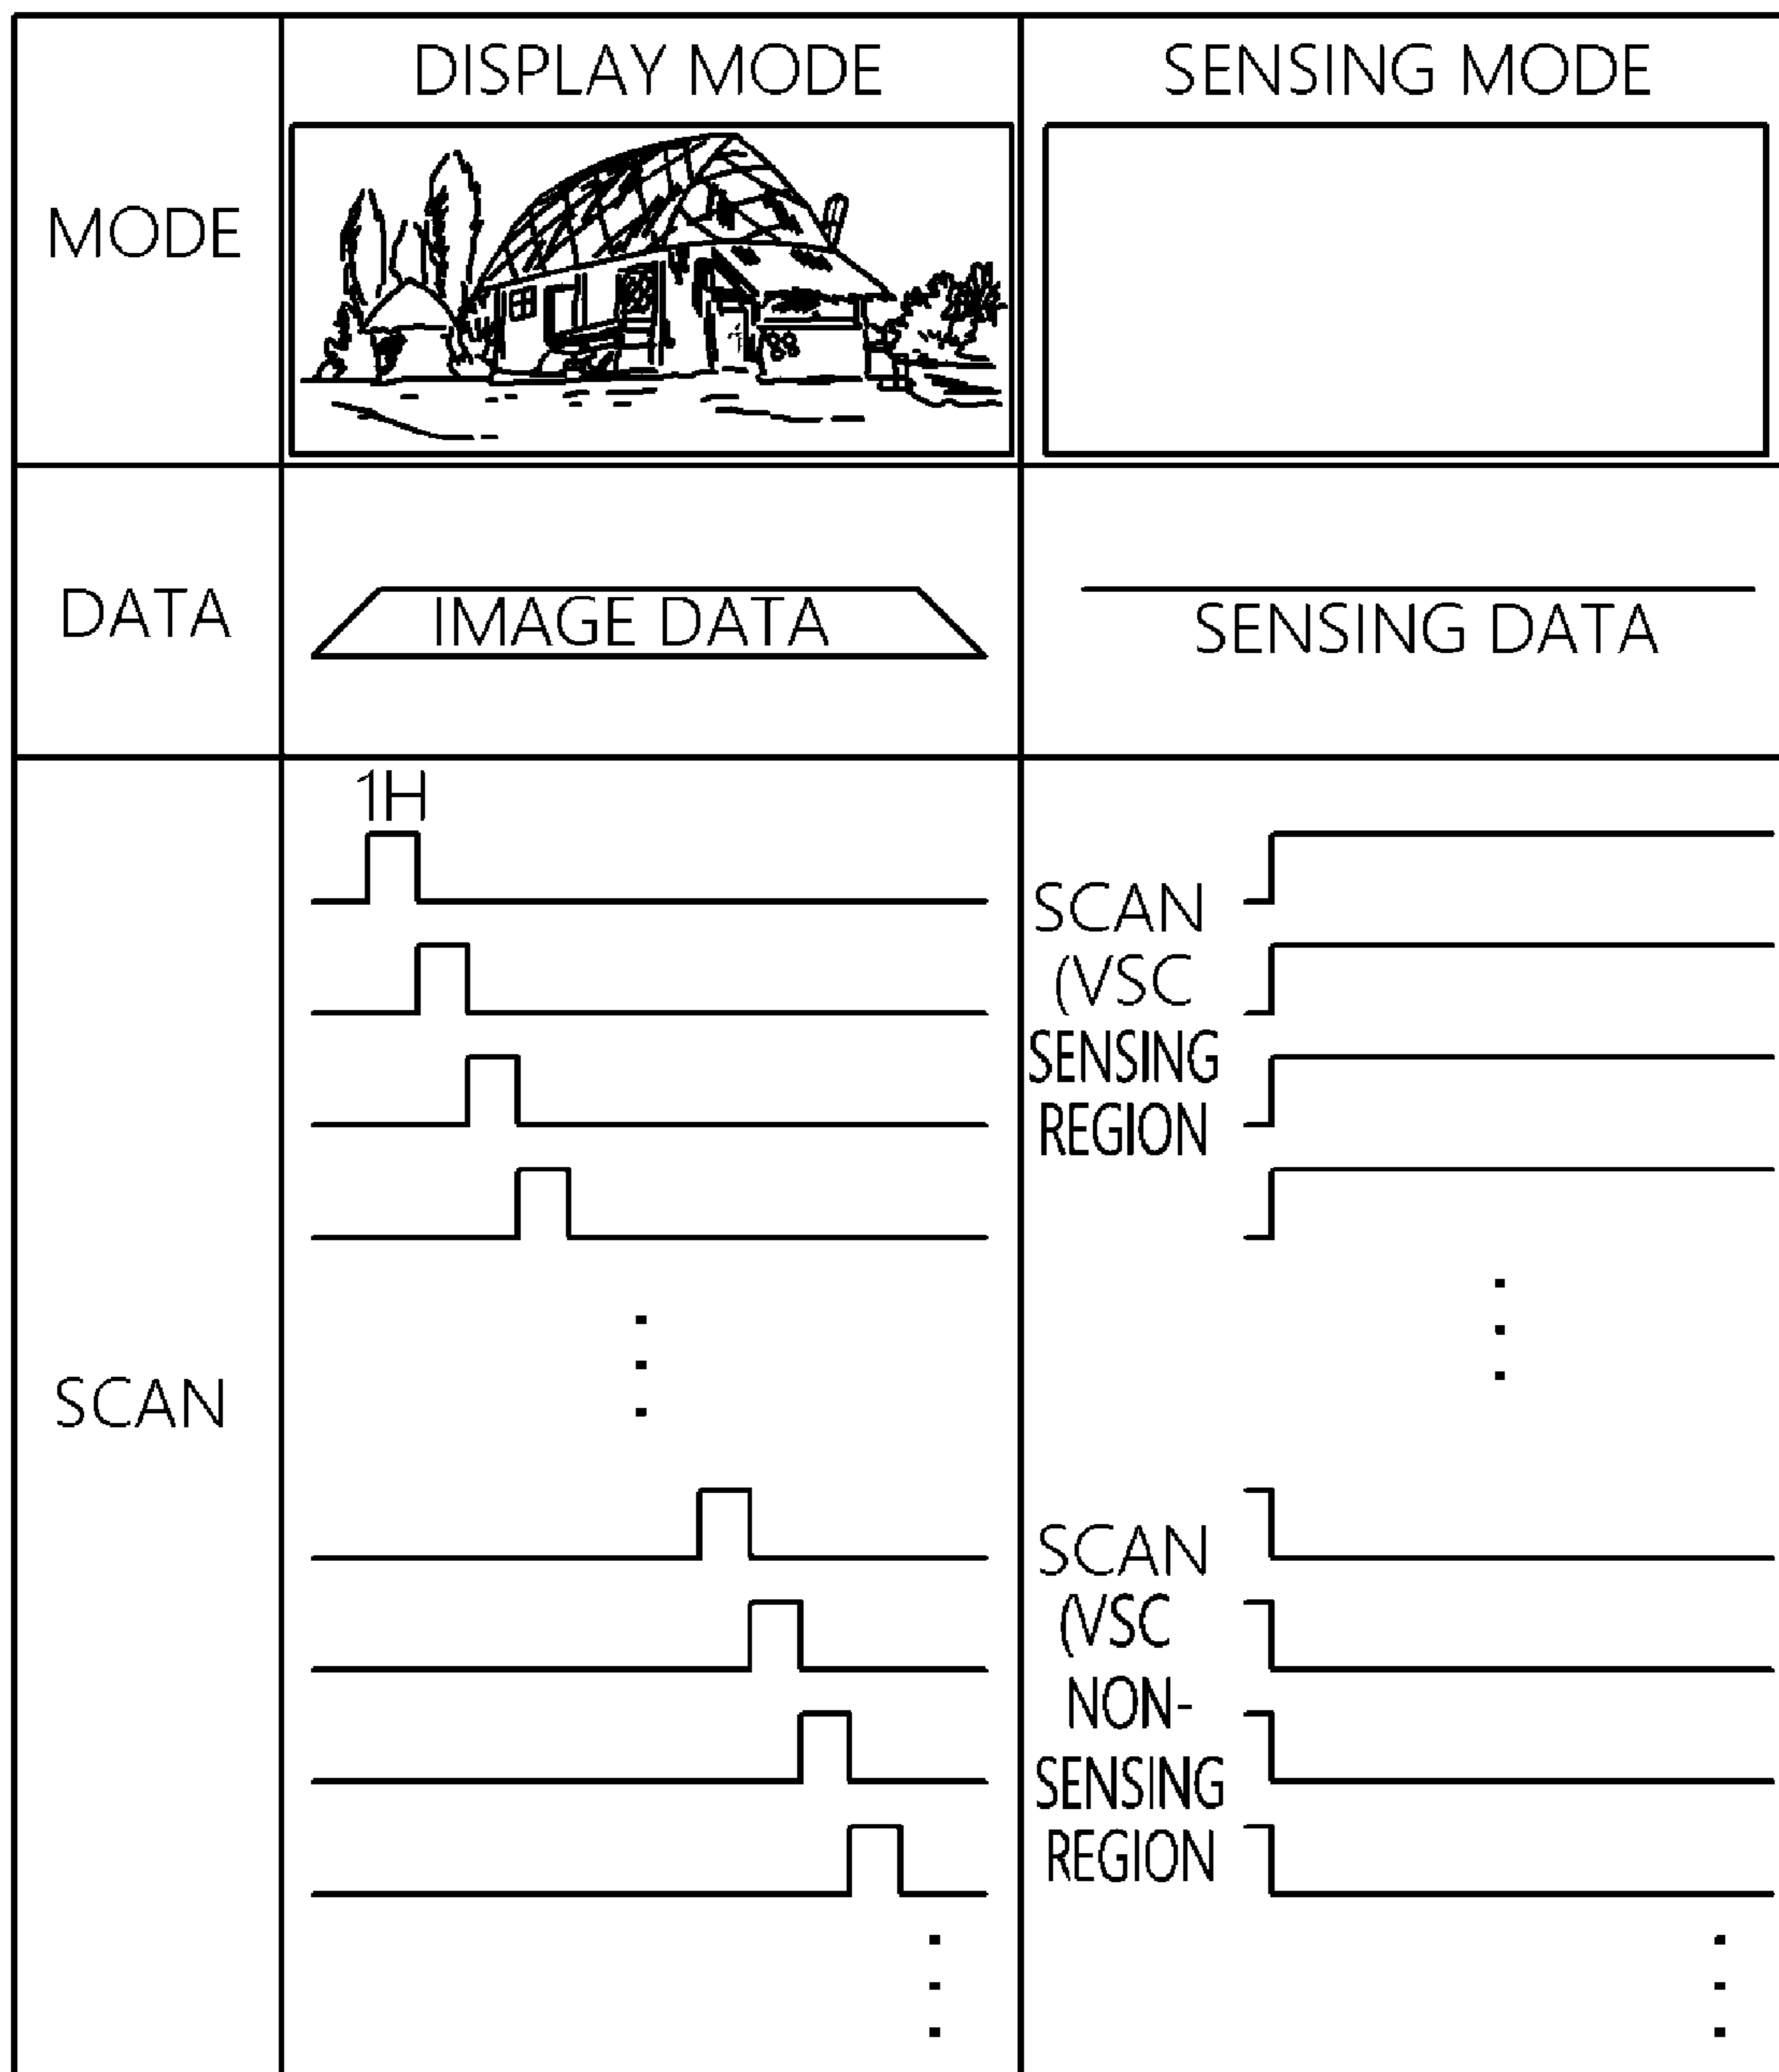 DISPLAY MODE
SENSING MODE
MODE
DATA
IMAGE DATA
SENSING DATA
SCAN
1H
SCAN
(VSC
SENSING
REGION
SCAN
(VSC
NON-
SENSING
REGION